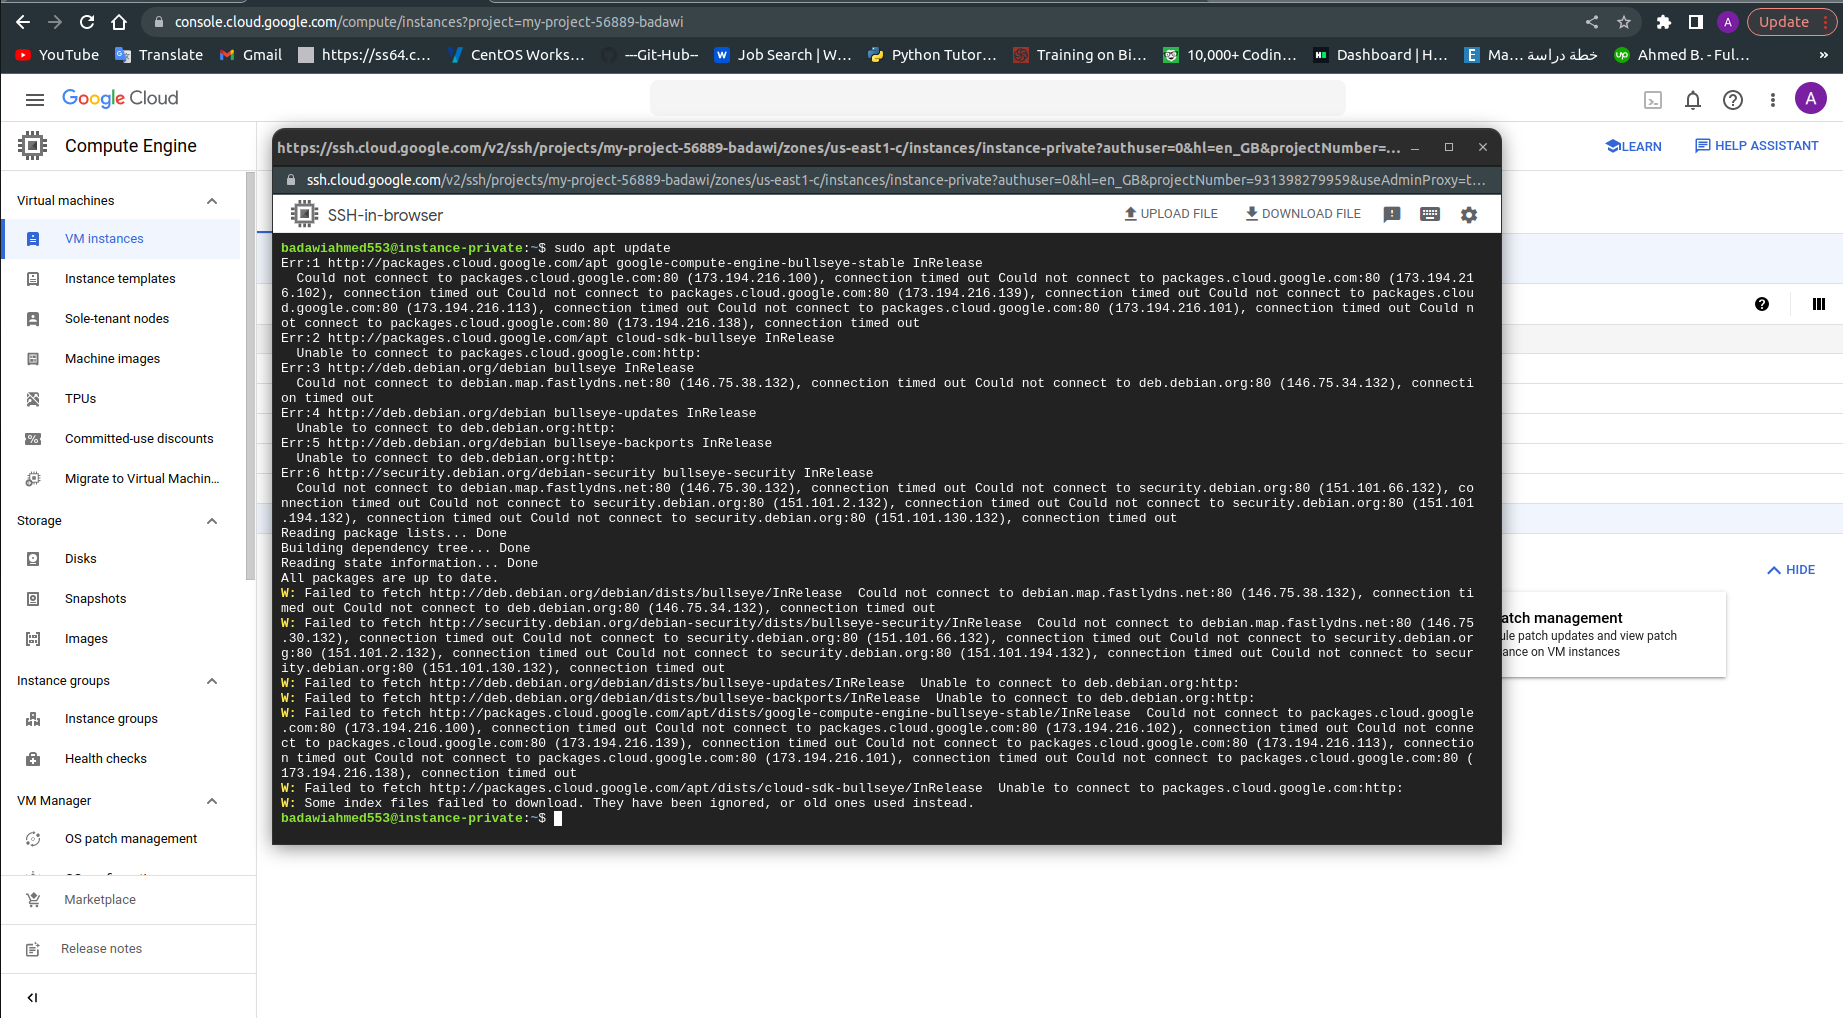 console.cloud.google.com/compute/instances?project=my-project-56889-badawi
A
Update
YouTube
Translate
Gmail
https://ss64.c...
CentOS Works...
---Git-Hub--
Job Search | W...
Python Tutor...
Training on Bi...
10,000+ Codin...
Dashboard | H...
Ma... خطة دراسة
Ahmed B. - Ful...
»
Google Cloud
A
Compute Engine
LEARN
HELP ASSISTANT
Virtual machines
VM instances
Instance templates
Sole-tenant nodes
Machine images
TPUs
Committed-use discounts
Migrate to Virtual Machin...
Storage
Disks
Snapshots
Images
Instance groups
Instance groups
Health checks
VM Manager
OS patch management
Marketplace
Release notes
https://ssh.cloud.google.com/v2/ssh/projects/my-project-56889-badawi/zones/us-east1-c/instances/instance-private?authuser=0&hl=en_GB&projectNumber=...
ssh.cloud.google.com/v2/ssh/projects/my-project-56889-badawi/zones/us-east1-c/instances/instance-private?authuser=0&hl=en_GB&projectNumber=931398279959&useAdminProxy=t...
SSH-in-browser
UPLOAD FILE
DOWNLOAD FILE
badawiahmed553@instance-private:~$ sudo apt update
Err:1 http://packages.cloud.google.com/apt google-compute-engine-bullseye-stable InRelease
Could not connect to packages.cloud.google.com:80 (173.194.216.100), connection timed out Could not connect to packages.cloud.google.com:80 (173.194.21
6.102), connection timed out Could not connect to packages.cloud.google.com:80 (173.194.216.139), connection timed out Could not connect to packages.clou
d.google.com:80 (173.194.216.113), connection timed out Could not connect to packages.cloud.google.com:80 (173.194.216.101), connection timed out Could n
ot connect to packages.cloud.google.com:80 (173.194.216.138), connection timed out
Err:2 http://packages.cloud.google.com/apt cloud-sdk-bullseye InRelease
Unable to connect to packages.cloud.google.com:http:
Err:3 http://deb.debian.org/debian bullseye InRelease
Could not connect to debian.map.fastlydns.net:80 (146.75.38.132), connection timed out Could not connect to deb.debian.org:80 (146.75.34.132), connecti
on timed out
Err:4 http://deb.debian.org/debian bullseye-updates InRelease
Unable to connect to deb.debian.org:http:
Err:5 http://deb.debian.org/debian bullseye-backports InRelease
Unable to connect to deb.debian.org:http:
Err:6 http://security.debian.org/debian-security bullseye-security InRelease
Could not connect to debian.map.fastlydns.net:80 (146.75.30.132), connection timed out Could not connect to security.debian.org:80 (151.101.66.132), co
nnection timed out Could not connect to security.debian.org:80 (151.101.2.132), connection timed out Could not connect to security.debian.org:80 (151.101
.194.132), connection timed out Could not connect to security.debian.org:80 (151.101.130.132), connection timed out
Reading package lists... Done
Building dependency tree... Done
Reading state information... Done
All packages are up to date.
W: Failed to fetch http://deb.debian.org/debian/dists/bullseye/InRelease  Could not connect to debian.map.fastlydns.net:80 (146.75.38.132), connection ti
med out Could not connect to deb.debian.org:80 (146.75.34.132), connection timed out
W: Failed to fetch http://security.debian.org/debian-security/dists/bullseye-security/InRelease  Could not connect to debian.map.fastlydns.net:80 (146.75
.30.132), connection timed out Could not connect to security.debian.org:80 (151.101.66.132), connection timed out Could not connect to security.debian.or
g:80 (151.101.2.132), connection timed out Could not connect to security.debian.org:80 (151.101.194.132), connection timed out Could not connect to secur
ity.debian.org:80 (151.101.130.132), connection timed out
W: Failed to fetch http://deb.debian.org/debian/dists/bullseye-updates/InRelease  Unable to connect to deb.debian.org:http:
W: Failed to fetch http://deb.debian.org/debian/dists/bullseye-backports/InRelease  Unable to connect to deb.debian.org:http:
W: Failed to fetch http://packages.cloud.google.com/apt/dists/google-compute-engine-bullseye-stable/InRelease  Could not connect to packages.cloud.google
.com:80 (173.194.216.100), connection timed out Could not connect to packages.cloud.google.com:80 (173.194.216.102), connection timed out Could not conne
ct to packages.cloud.google.com:80 (173.194.216.139), connection timed out Could not connect to packages.cloud.google.com:80 (173.194.216.113), connectio
n timed out Could not connect to packages.cloud.google.com:80 (173.194.216.101), connection timed out Could not connect to packages.cloud.google.com:80 (
173.194.216.138), connection timed out
W: Failed to fetch http://packages.cloud.google.com/apt/dists/cloud-sdk-bullseye/InRelease  Unable to connect to packages.cloud.google.com:http:
W: Some index files failed to download. They have been ignored, or old ones used instead.
badawiahmed553@instance-private:~$
HIDE
atch management
ule patch updates and view patch
ance on VM instances